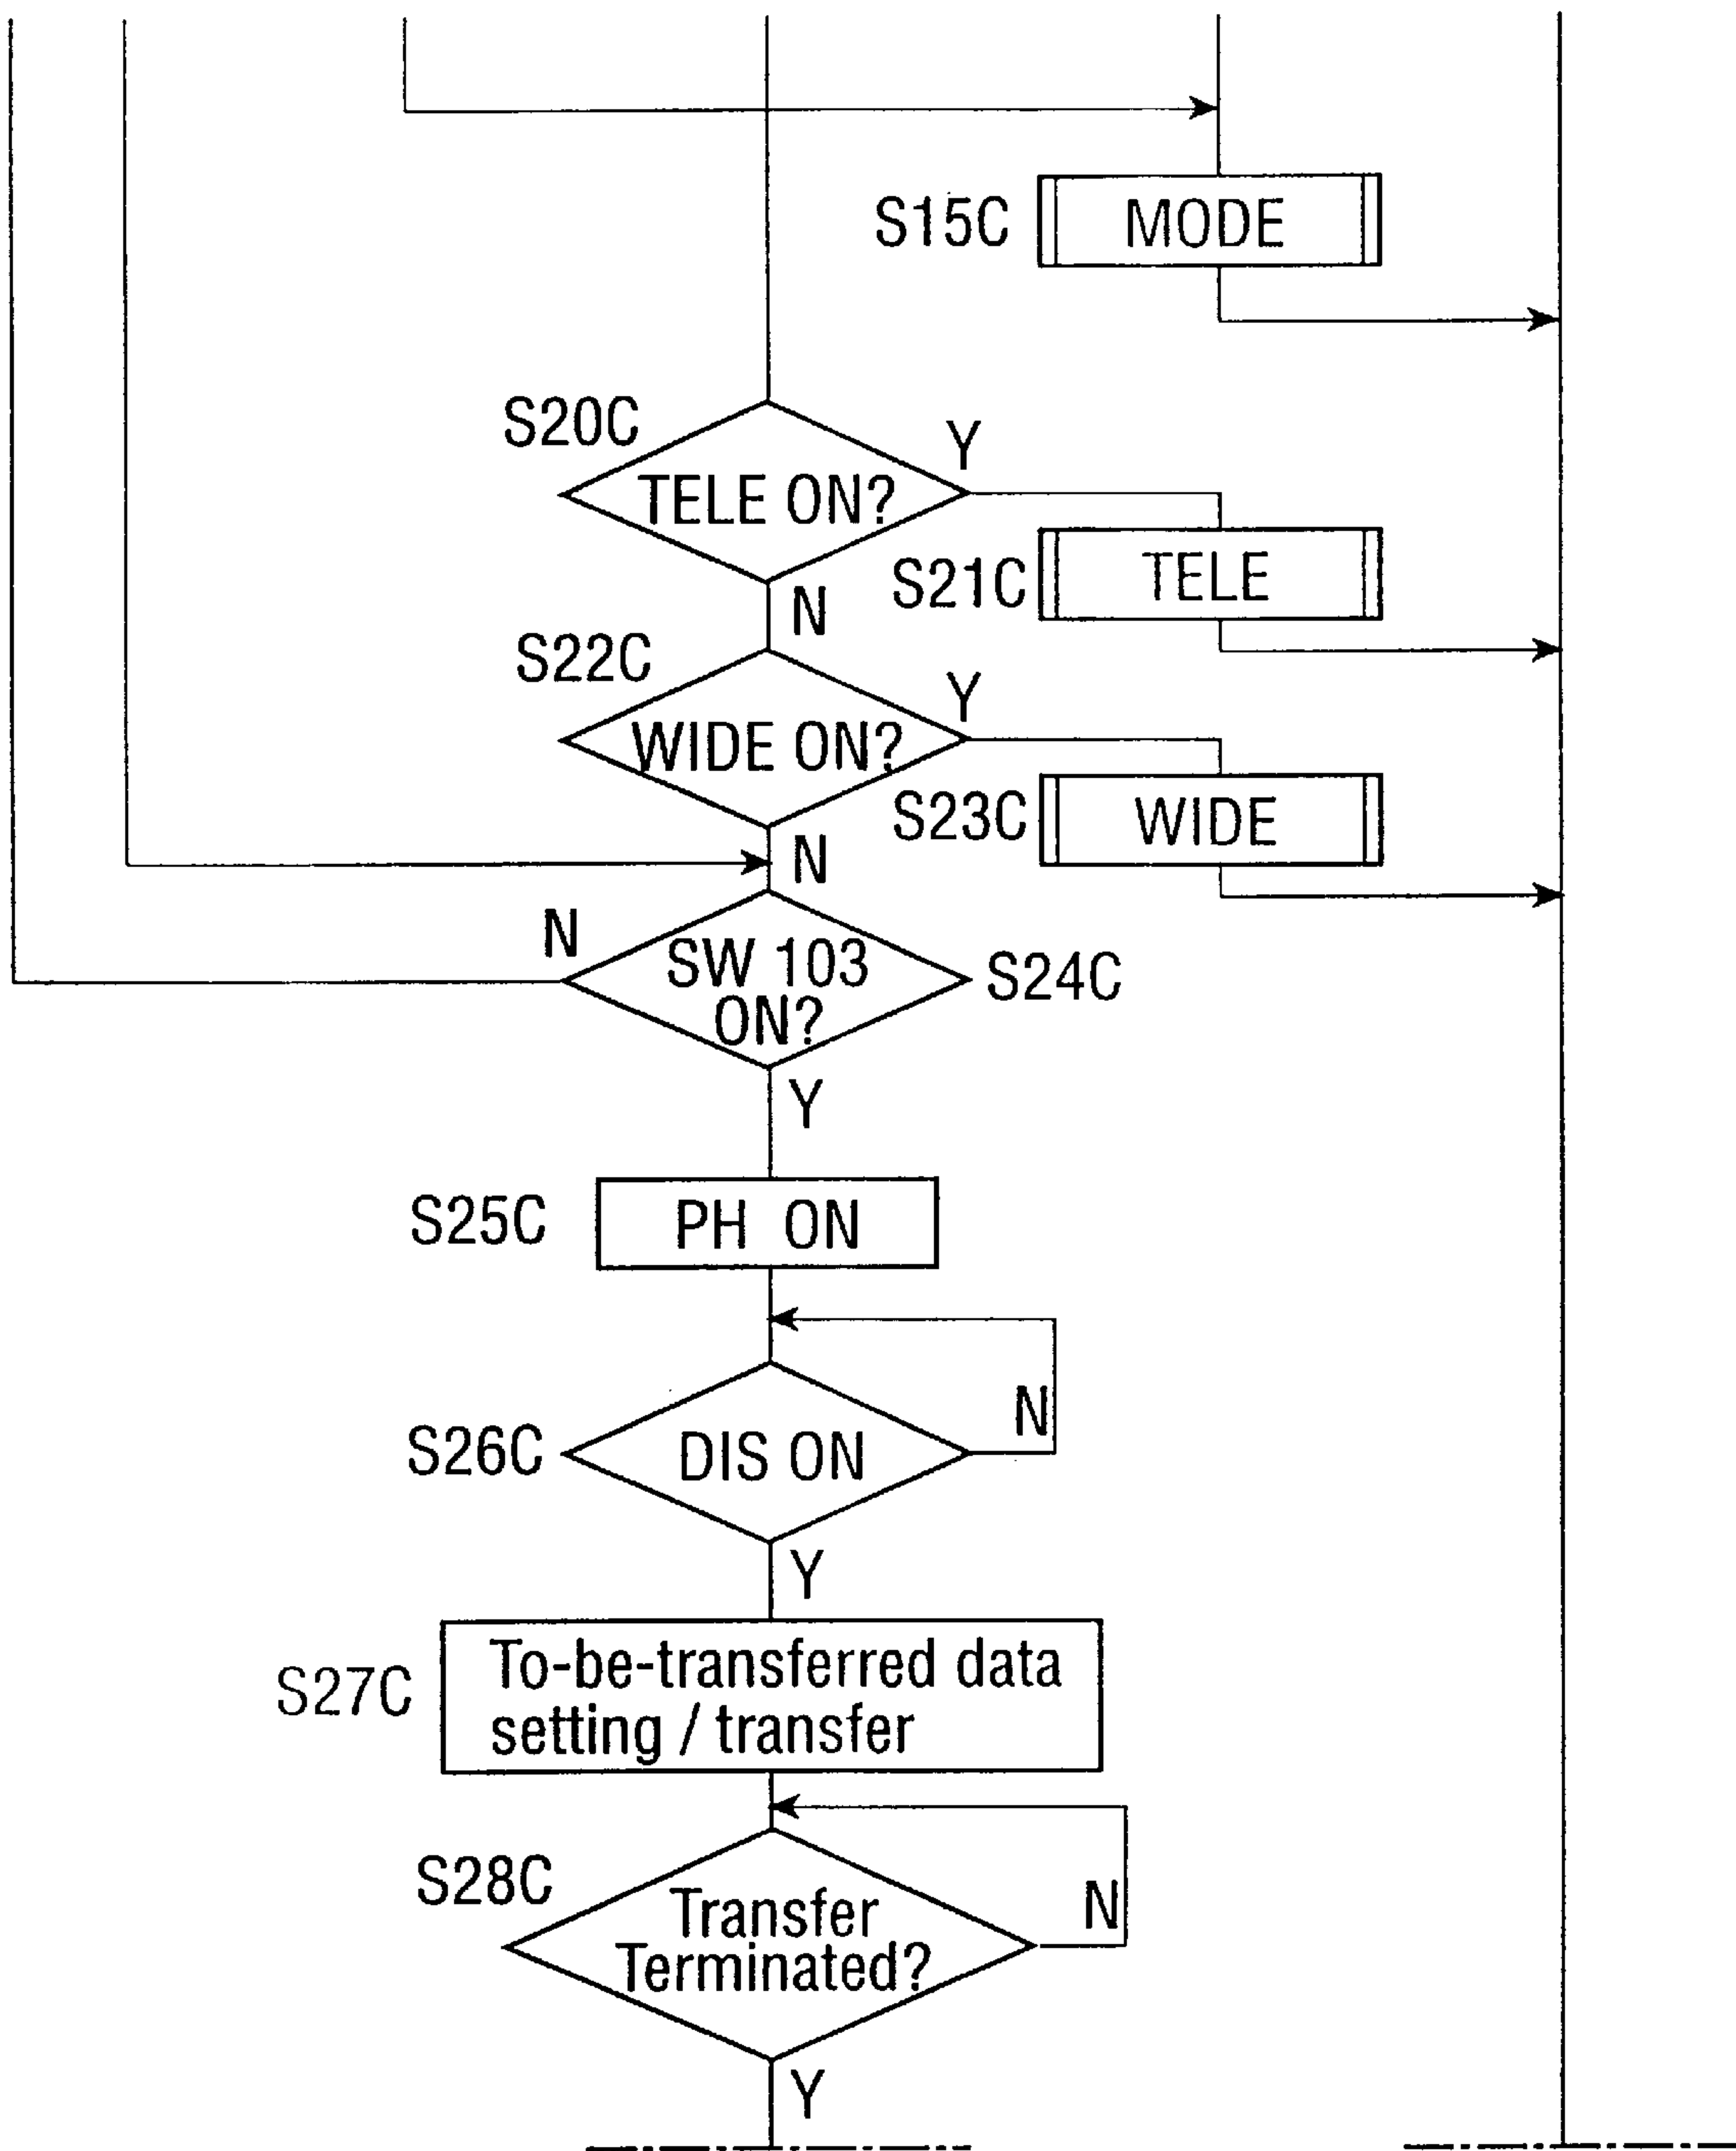 S15C
MODE
S20C
TELE ON?
Y
S21C
TELE
N
S22C
WIDE ON?
Y
S23C
WIDE
N
N
SW 103
ON?
S24C
Y
S25C
PH ON
S26C
DIS ON
N
Y
S27C
To-be-transferred data
setting / transfer
S28C
Transfer
Terminated?
N
Y